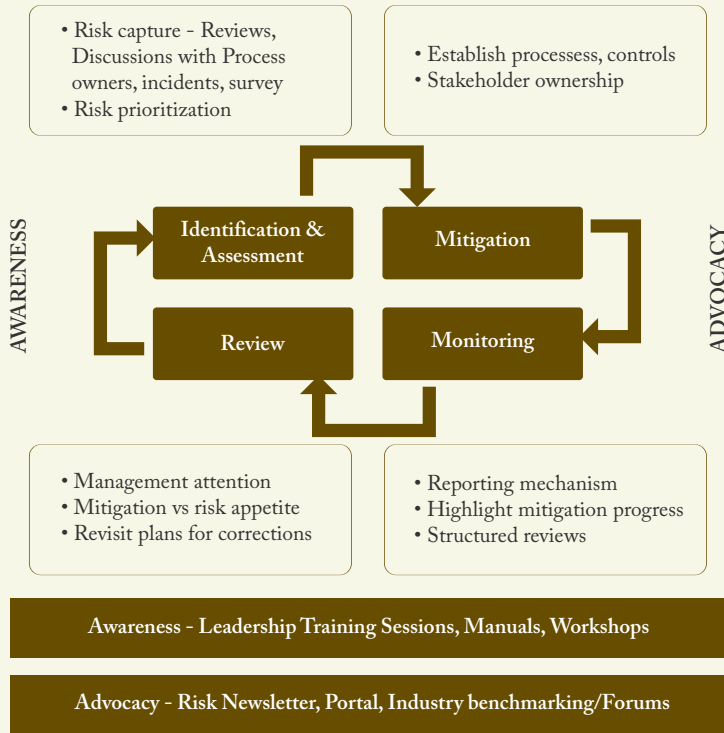 • Risk capture - Reviews,
Discussions with Process
owners, incidents, survey
• Risk prioritization
• Establish processess, controls
• Stakeholder ownership
AWARENESS
Identification &
Assessment
Mitigation
ADVOCACY
Review
Monitoring
• Management attention
• Mitigation vs risk appetite
• Revisit plans for corrections
• Reporting mechanism
• Highlight mitigation progress
• Structured reviews
Awareness - Leadership Training Sessions, Manuals, Workshops
Advocacy - Risk Newsletter, Portal, Industry benchmarking/Forums